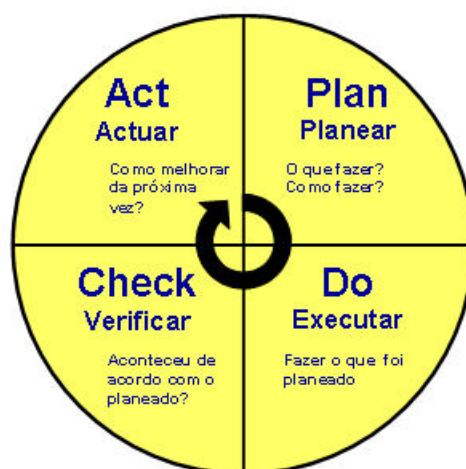 Act
Actuar
Como melhorar
da próxima
vez?
Plan
Planear
O que fazer?
Como fazer?
Check
Verificar
Aconteceu de
acordo com o
planeado?
Do
Executar
Fazer o que foi
planeado